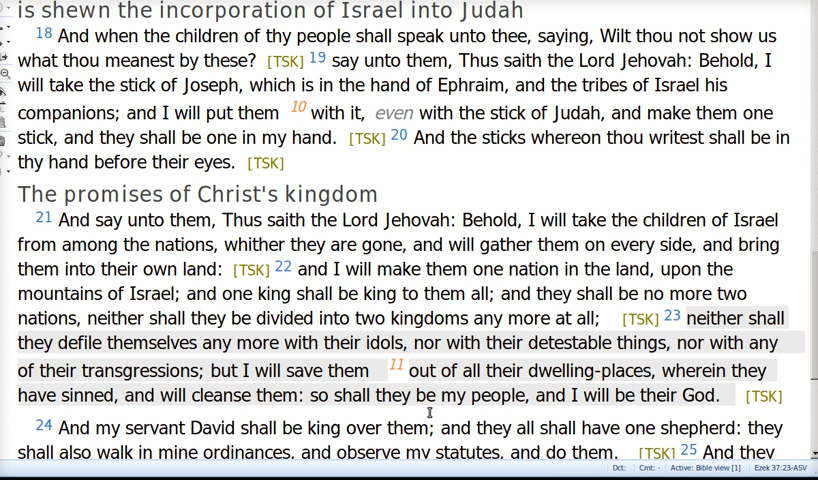 is shewn the incorporation of Israel into Judah
18 And when the children of thy people shall speak unto thee, saying, Wilt thou not show us
what thou meanest by these? [TSK] 19 say unto them, Thus saith the Lord Jehovah: Behold, I
will take the stick of Joseph, which is in the hand of Ephraim, and the tribes of Israel his
companions; and I will put them 10 with it, even with the stick of Judah, and make them one
stick, and they shall be one in my hand. [TSK] 20 And the sticks whereon thou writest shall be in
thy hand before their eyes. [TSK]
The promises of Christ's kingdom
21 And say unto them, Thus saith the Lord Jehovah: Behold, I will take the children of Israel
from among the nations, whither they are gone, and will gather them on every side, and bring
them into their own land: [TSK] 22 and I will make them one nation in the land, upon the
mountains of Israel; and one king shall be king to them all; and they shall be no more two
nations, neither shall they be divided into two kingdoms any more at all; [TSK] 23 neither shall
they defile themselves any more with their idols, nor with their detestable things, nor with any
of their transgressions; but I will save them 11 out of all their dwelling-places, wherein they
have sinned, and will cleanse them: so shall they be my people, and I will be their God. [TSK]
24 And my servant David shall be king over them; and they all shall have one shepherd: they
shall also walk in mine ordinances, and observe my statutes, and do them. [TSK] 25 And they
Dct: Cmt: - Active: Bible view [1] Ezek 37:23-ASV